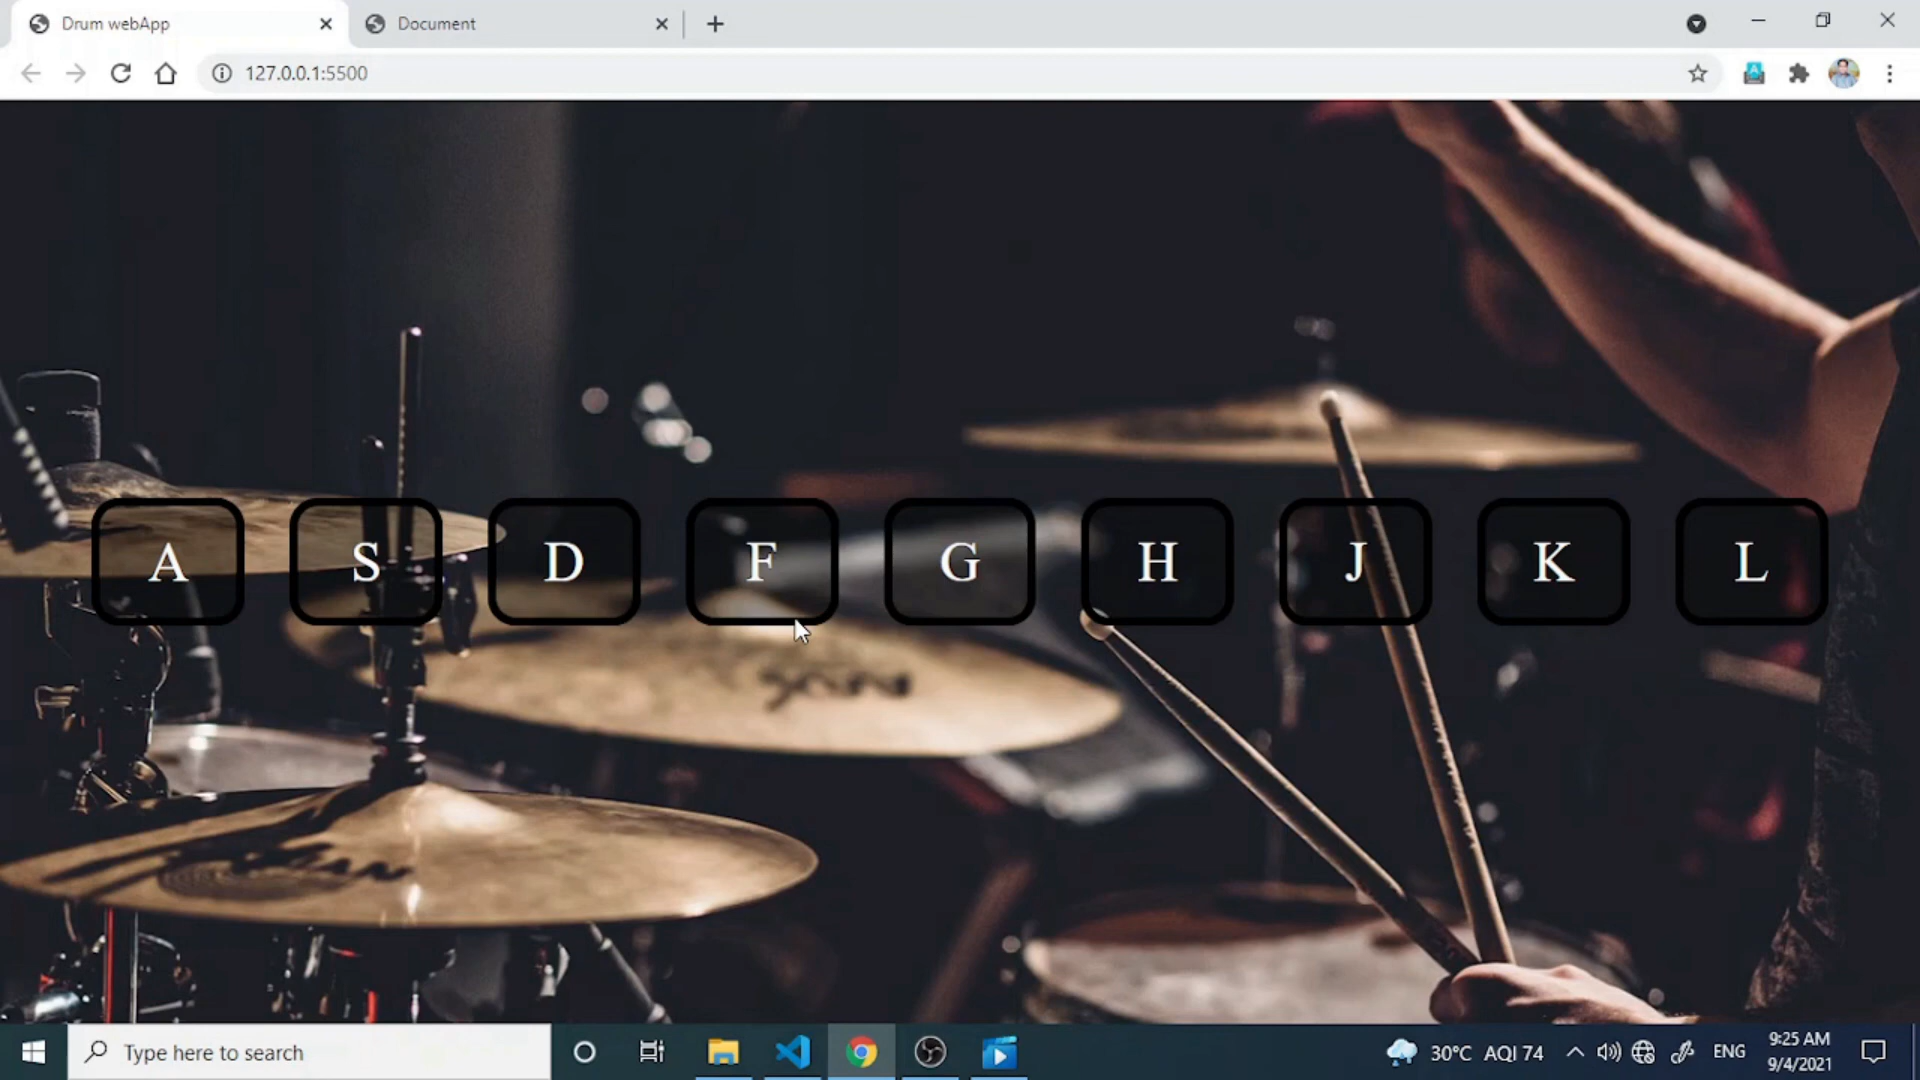 Drum webApp
Document
127.0.0.1:5500
A S D F G H J K L
Type here to search
30°C AQI 74
ENG
9:25 AM
9/4/2021